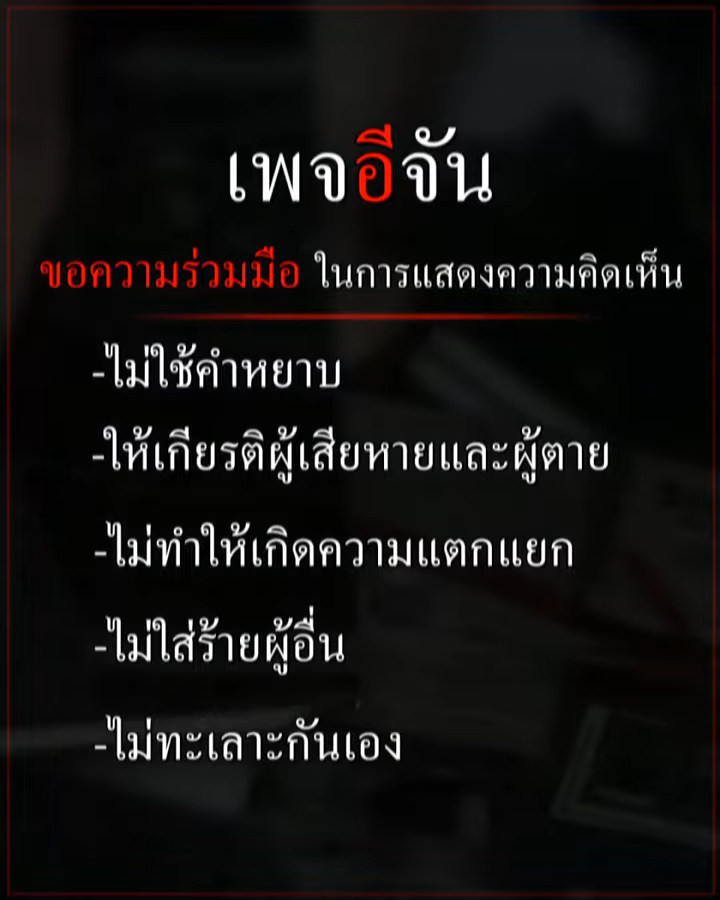 เพจอีจัน
ขอความร่วมมือ ในการแสดงความคิดเห็น
-ไม่ใช้คำหยาบ
-ให้เกียรติผู้เสียหายและผู้ตาย
-ไม่ทำให้เกิดความแตกแยก
-ไม่ใส่ร้ายผู้อื่น
-ไม่ทะเลาะกันเอง